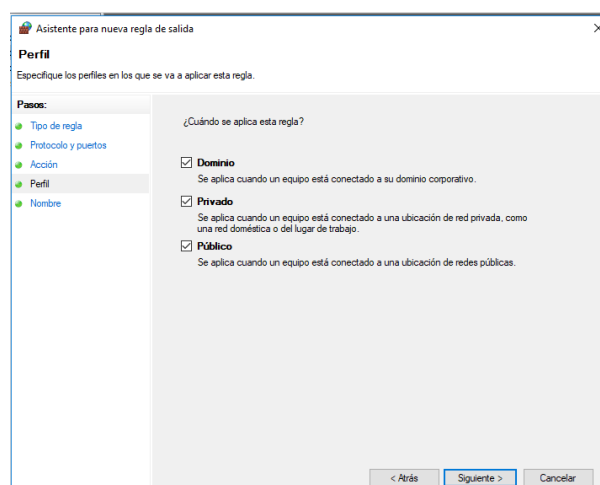 Asistente para nueva regla de salida
Perfil
Especifique los perfiles en los que se va a aplicar esta regla.
Pasos:
Tipo de regla
Protocolo y puertos
Acción
Perfil
Nombre
¿Cuándo se aplica esta regla?
Dominio
Se aplica cuando un equipo está conectado a su dominio corporativo.
Privado
Se aplica cuando un equipo está conectado a una ubicación de red privada, como
una red doméstica o del lugar de trabajo.
Público
Se aplica cuando un equipo está conectado a una ubicación de redes públicas.
< Atrás
Siguiente >
Cancelar